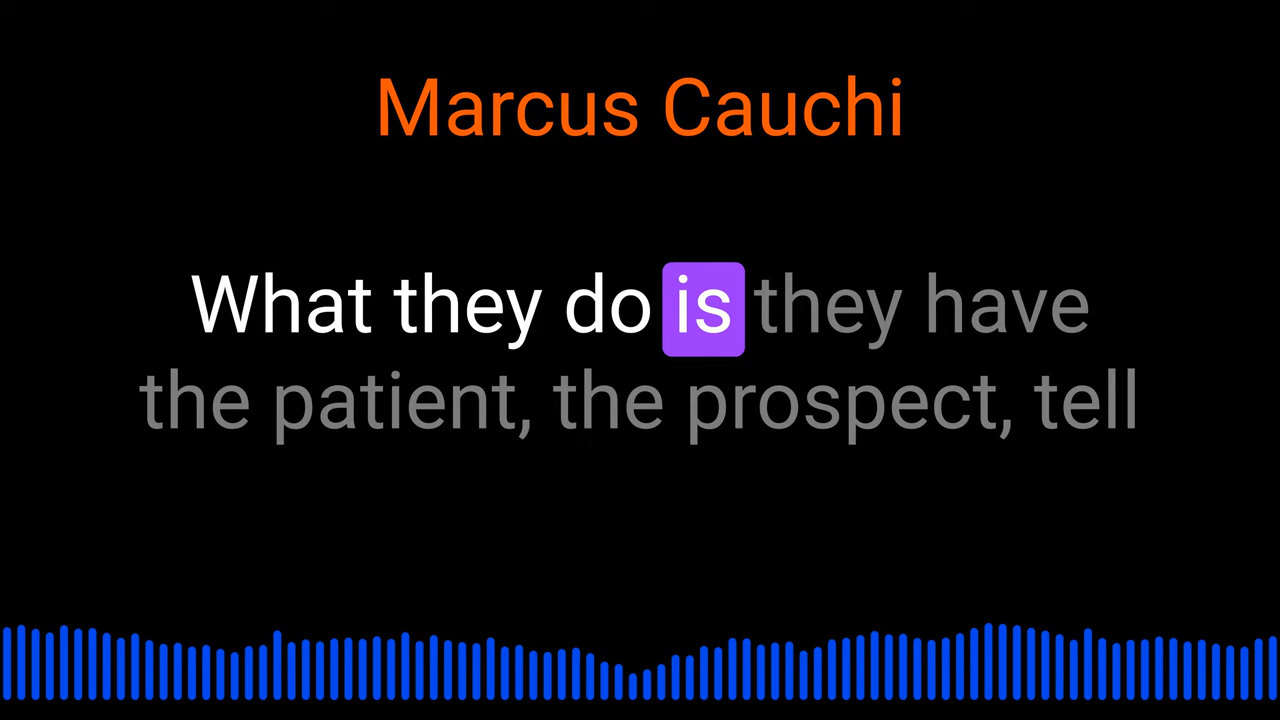 Marcus Cauchi
What they do is they have
the patient, the prospect, tell